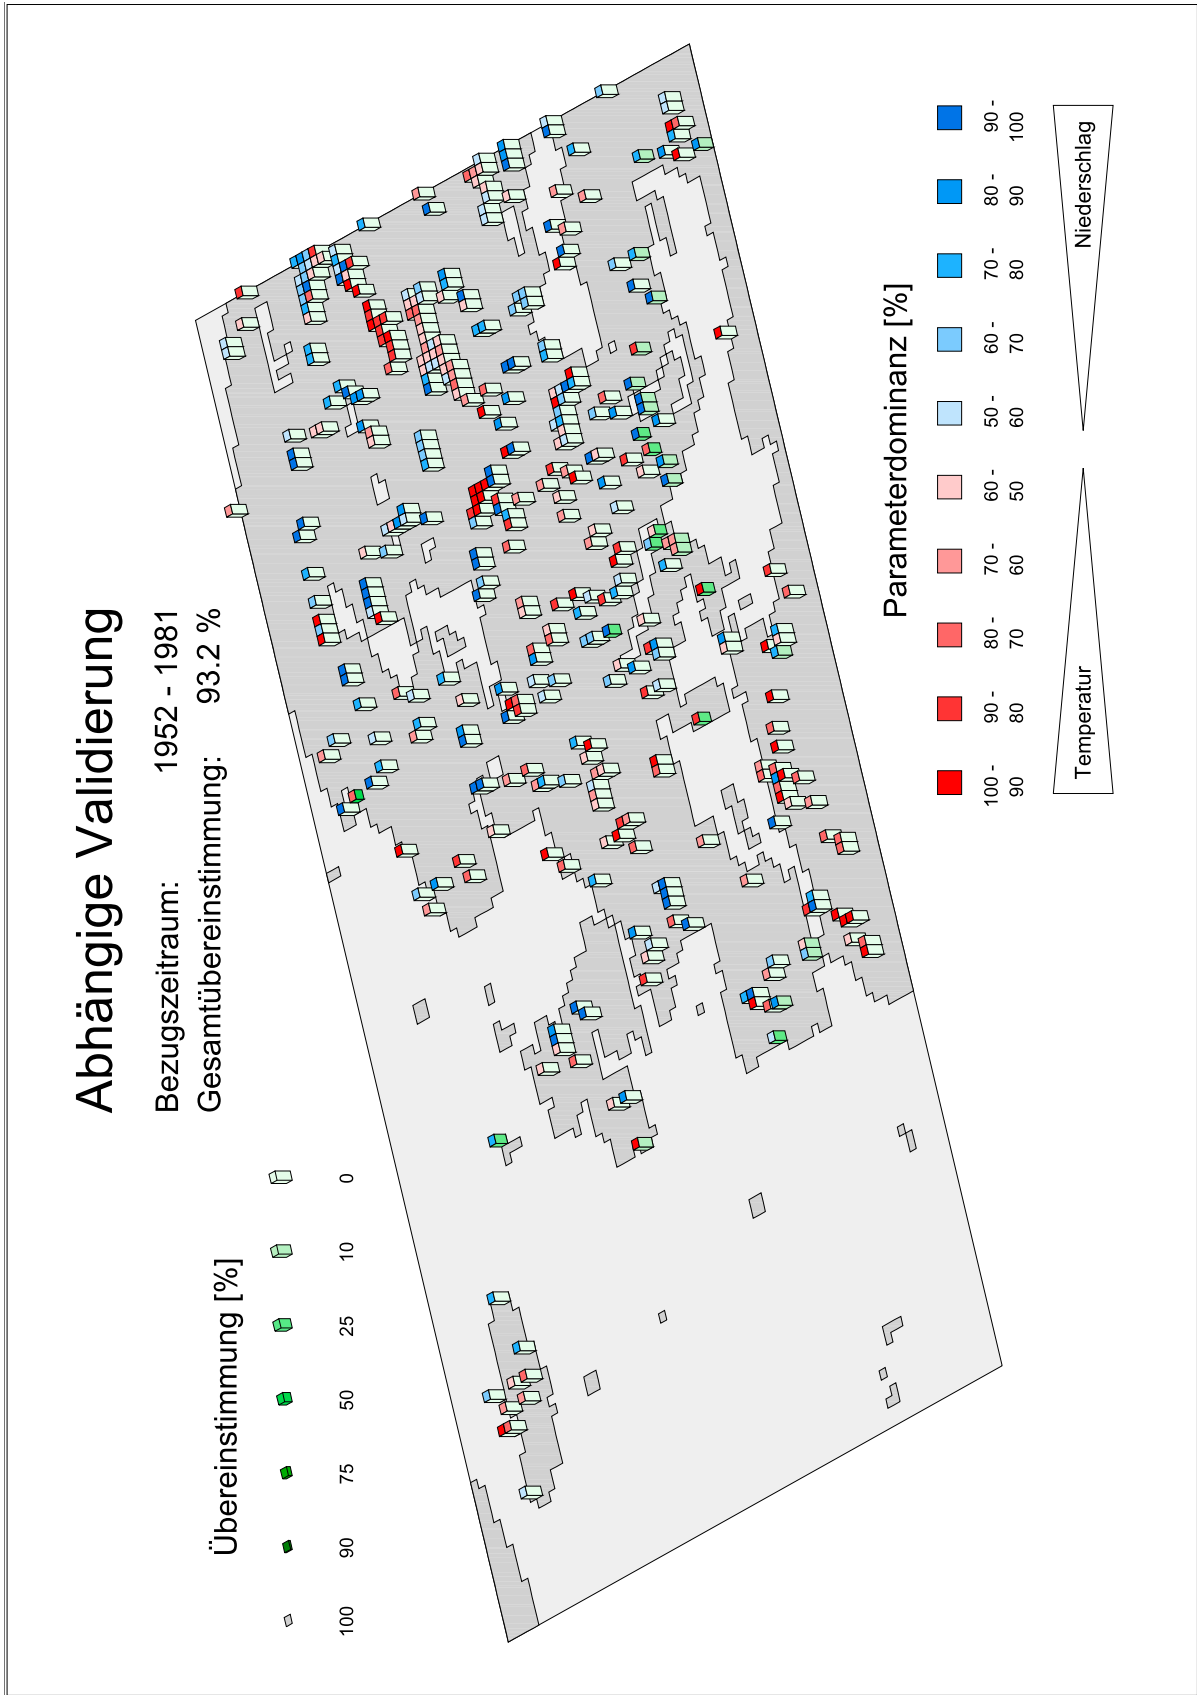 Abhängige Validierung
Bezugszeitraum: 1952 - 1981
Gesamtübereinstimmung: 93.2 %
Übereinstimmung [%]
100 90 75 50 25 10 0
Parameterdominanz [%]
100 - 90 - 80 - 70 - 60 - 50 - 60 - 70 - 80 - 90 -
90 80 70 60 50 60 70 80 90 100
Temperatur Niederschlag